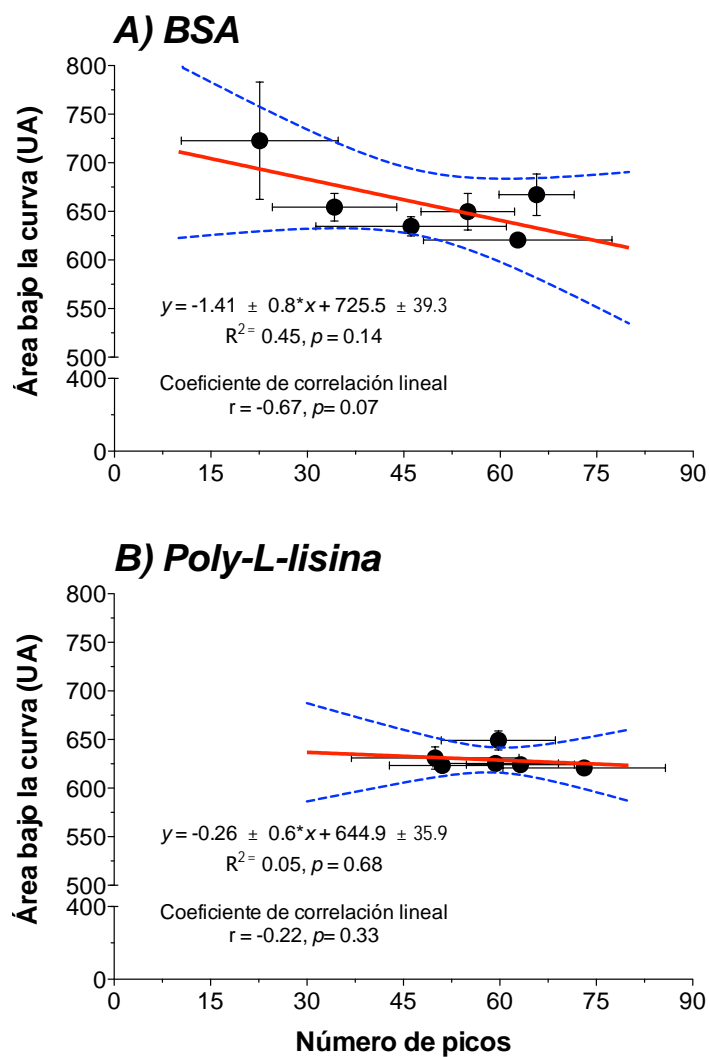 A) BSA
Área bajo la curva (UA)
800
750
700
650
600
550
500
400
0
y = -1.41 ± 0.8*x + 725.5 ± 39.3
R²⁼ 0.45, p = 0.14
Coeficiente de correlación lineal
r = -0.67, p= 0.07
0 15 30 45 60 75 90
B) Poly-L-lisina
Área bajo la curva (UA)
800
750
700
650
600
550
500
400
0
y = -0.26 ± 0.6*x + 644.9 ± 35.9
R²⁼ 0.05, p = 0.68
Coeficiente de correlación lineal
r = -0.22, p= 0.33
0 15 30 45 60 75 90
Número de picos